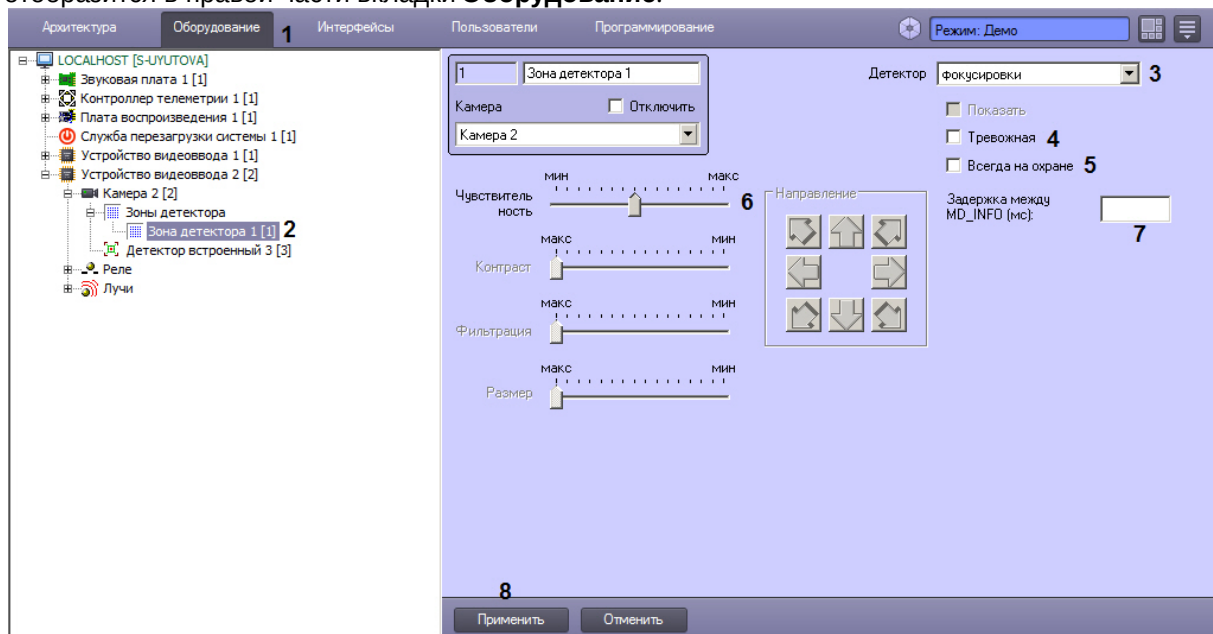 отобразится в правой части вкладки Оборудование.
Архитектура Оборудование 1 Интерфейсы Пользователи Программирование Режим: Демо
LOCALHOST [S-UYUTOVA]
Звуковая плата 1 [1]
Контроллер телеметрии 1 [1]
Плата воспроизведения 1 [1]
Служба перезагрузки системы 1 [1]
Устройство видеоввода 1 [1]
Устройство видеоввода 2 [2]
Камера 2 [2]
Зоны детектора
Зона детектора 1 [1] 2
Детектор встроенный 3 [3]
Реле
Лучи
1 Зона детектора 1
Камера Отключить
Камера 2
Детектор фокусировки 3
Показать
Тревожная 4
Всегда на охране 5
Задержка между
MD_INFO (мс):
7
мин макс
Чувствитель
ность
6
макс мин
Контраст
макс мин
Фильтрация
макс мин
Размер
Направление
8
Применить Отменить